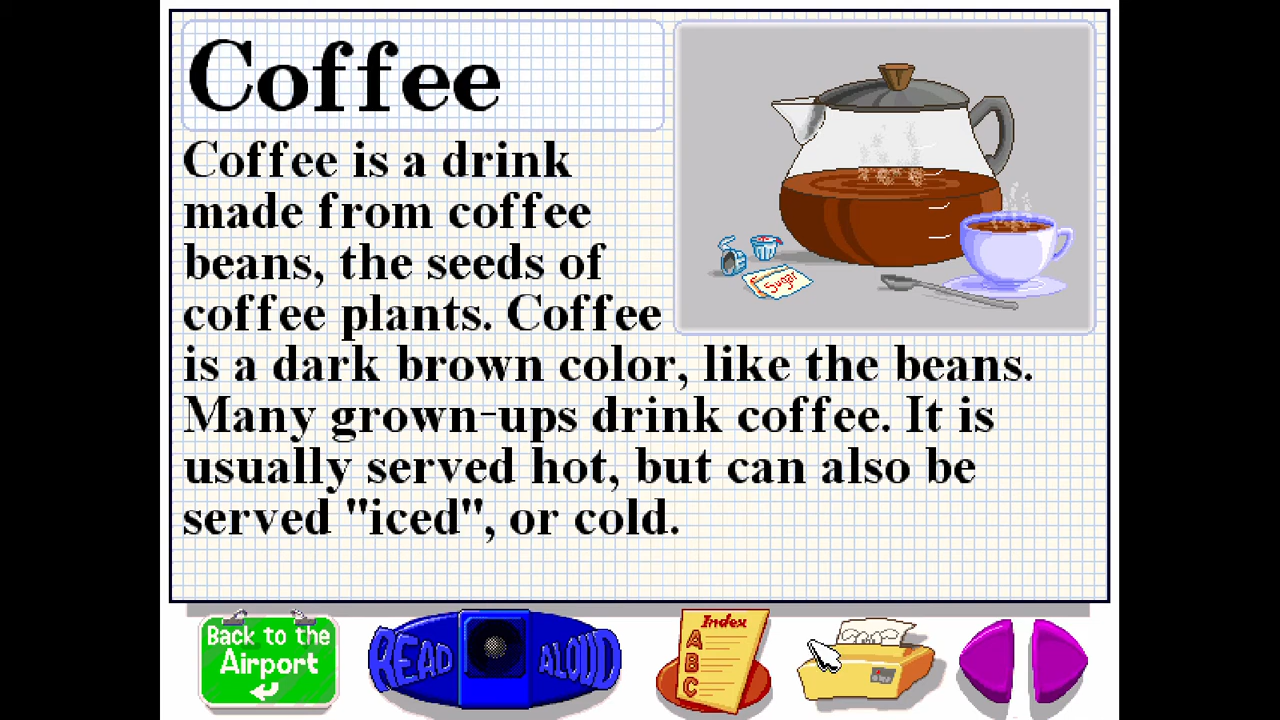 Coffee
Coffee is a drink
made from coffee
beans, the seeds of
coffee plants. Coffee
is a dark brown color, like the beans.
Many grown-ups drink coffee. It is
usually served hot, but can also be
served "iced", or cold.
Sugar
Back to the
Airport
READ ALOUD
Index
A
B
C